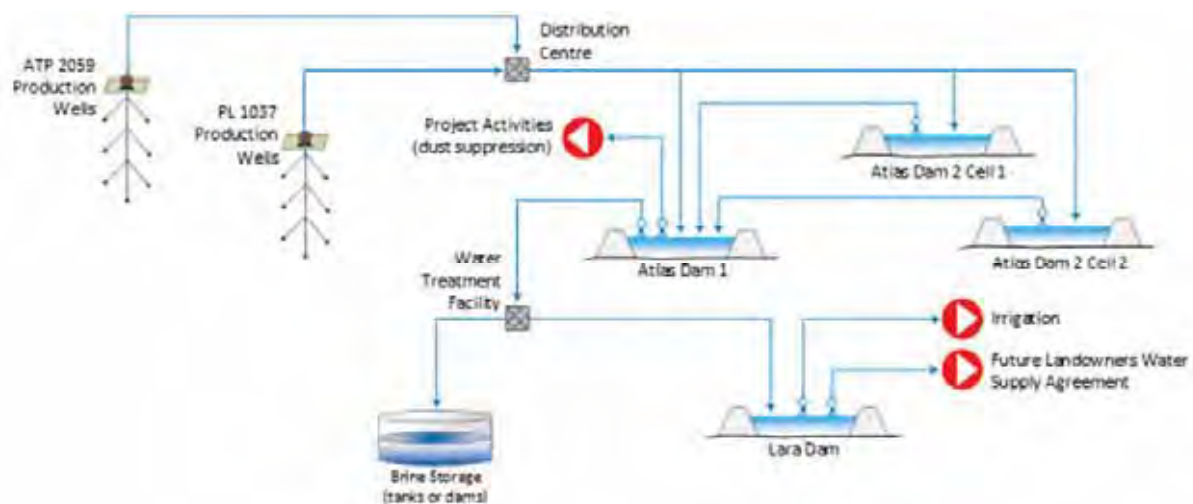 Distribution
Centre
ATP 2059
Production
Wells
PL 1037
Production
Wells
Project Activities
(dust suppression)
Atlas Dam 2 Cell 1
Atlas Dam 1
Atlas Dam 2 Cell 2
Water
Treatment
Facility
Irrigation
Future Landowners Water
Supply Agreement
Lara Dam
Brine Storage
(tanks or dams)